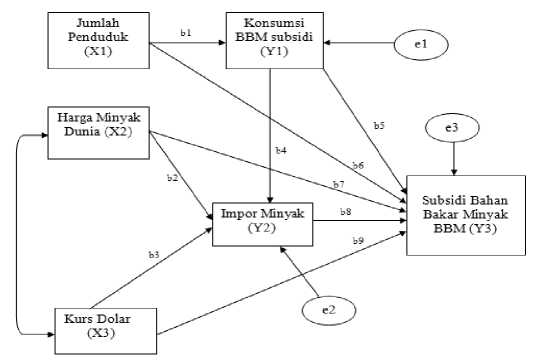 Jumlah
Penduduk
(X1)
b1
Konsumsi
BBM subsidi
(Y1)
e1
Harga Minyak
Dunia (X2)
b2
b4
b5
b6
b7
e3
Impor Minyak
(Y2)
b8
Subsidi Bahan
Bakar Minyak
BBM (Y3)
b3
b9
e2
Kurs Dolar
(X3)